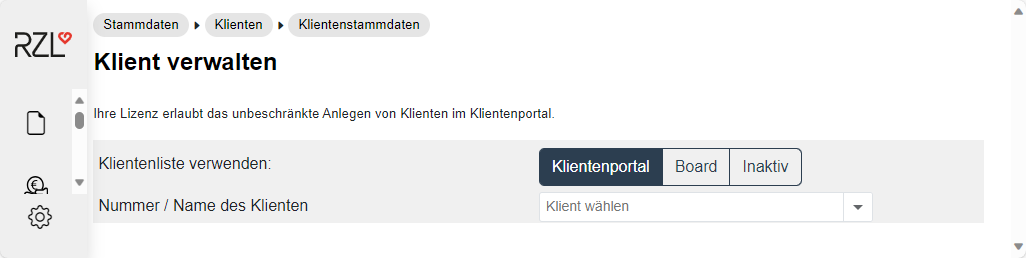 RZL
Stammdaten Klienten Klientenstammdaten
Klient verwalten
Ihre Lizenz erlaubt das unbeschränkte Anlegen von Klienten im Klientenportal.
Klientenliste verwenden: Klientenportal Board Inaktiv
Nummer / Name des Klienten Klient wählen
€